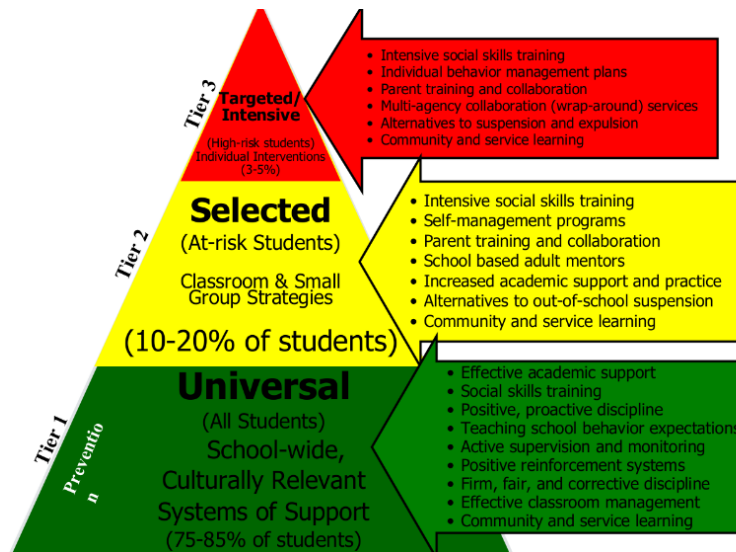 Tier 3
Targeted/
Intensive
(High-risk students)
Individual Interventions
(3-5%)
• Intensive social skills training
• Individual behavior management plans
• Parent training and collaboration
• Multi-agency collaboration (wrap-around) services
• Alternatives to suspension and expulsion
• Community and service learning
Tier 2
Selected
(At-risk Students)
Classroom & Small
Group Strategies
(10-20% of students)
• Intensive social skills training
• Self-management programs
• Parent training and collaboration
• School based adult mentors
• Increased academic support and practice
• Alternatives to out-of-school suspension
• Community and service learning
Tier 1
Preventio
n
Universal
(All Students)
School-wide,
Culturally Relevant
Systems of Support
(75-85% of students)
• Effective academic support
• Social skills training
• Positive, proactive discipline
• Teaching school behavior expectations
• Active supervision and monitoring
• Positive reinforcement systems
• Firm, fair, and corrective discipline
• Effective classroom management
• Community and service learning